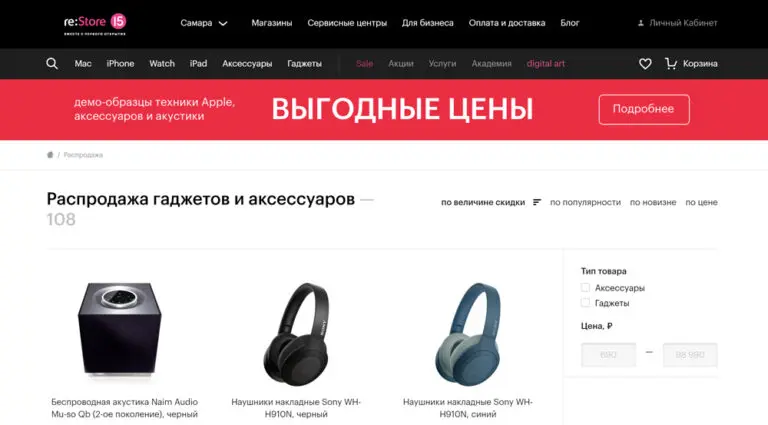 re:Store 15
ВМЕСТЕ С ПЕРВОГО ОТКРЫТИЯ
Самара
Магазины
Сервисные центры
Для бизнеса
Оплата и доставка
Блог
Личный Кабинет
Mac
iPhone
Watch
iPad
Аксессуары
Гаджеты
Sale
Акции
Услуги
Академия
digital art
Корзина
демо-образцы техники Apple,
аксессуаров и акустики
ВЫГОДНЫЕ ЦЕНЫ
Подробнее
/ Распродажа
Распродажа гаджетов и аксессуаров —
108
по величине скидки
по популярности
по новизне
по цене
Беспроводная акустика Naim Audio
Mu-so Qb (2-ое поколение), черный
SONY
Наушники накладные Sony WH-
H910N, черный
SONY
Наушники накладные Sony WH-
H910N, синий
Тип товара
Аксессуары
Гаджеты
Цена, ₽
690 — 98 990